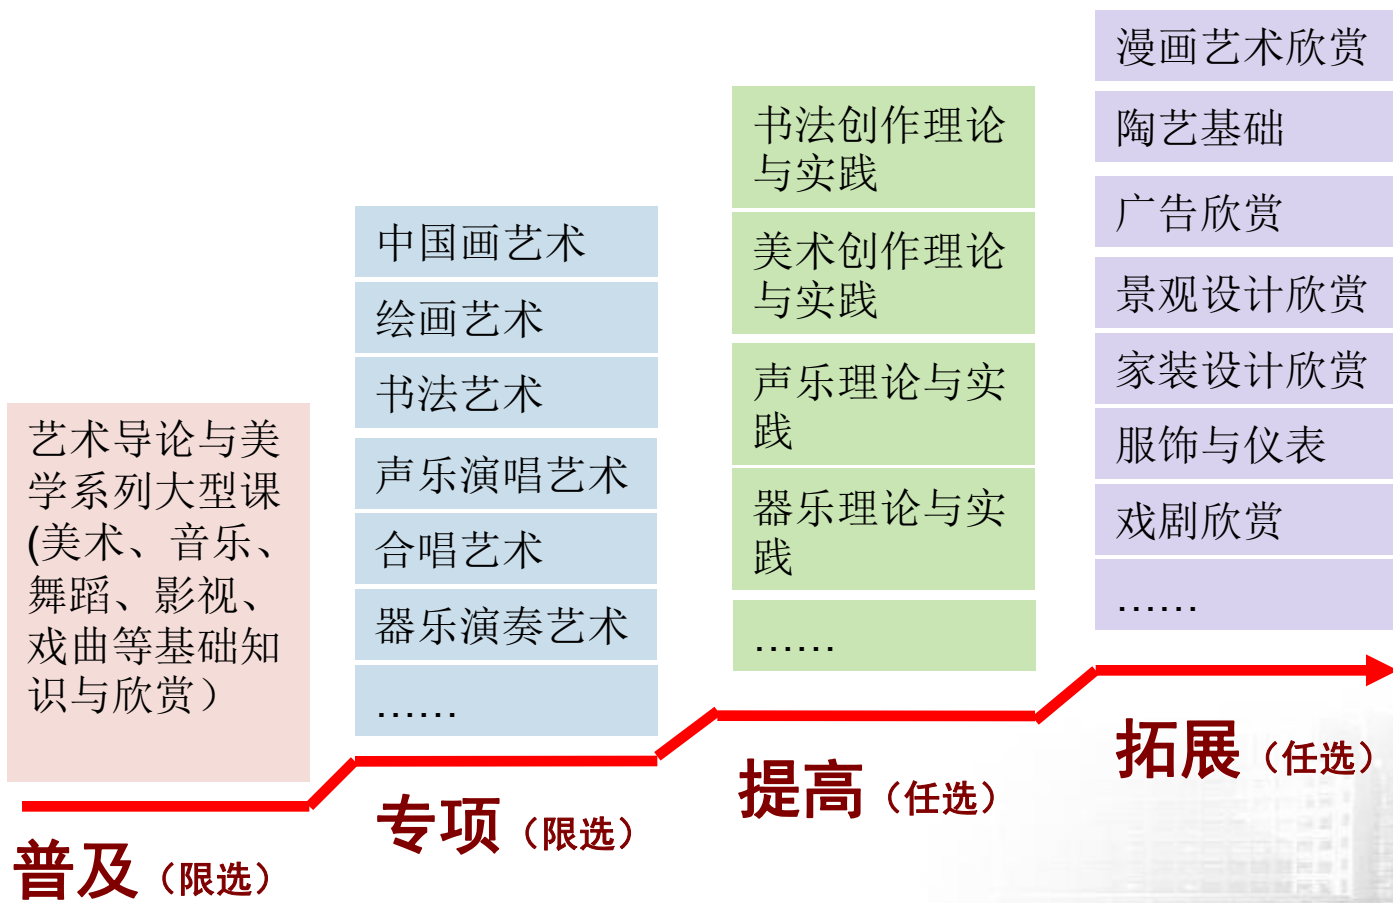 艺术导论与美
学系列大型课
(美术、音乐、
舞蹈、影视、
戏曲等基础知
识与欣赏）
普及（限选）
中国画艺术
绘画艺术
书法艺术
声乐演唱艺术
合唱艺术
器乐演奏艺术
……
专项（限选）
书法创作理论
与实践
美术创作理论
与实践
声乐理论与实
践
器乐理论与实
践
……
提高（任选）
漫画艺术欣赏
陶艺基础
广告欣赏
景观设计欣赏
家装设计欣赏
服饰与仪表
戏剧欣赏
……
拓展（任选）